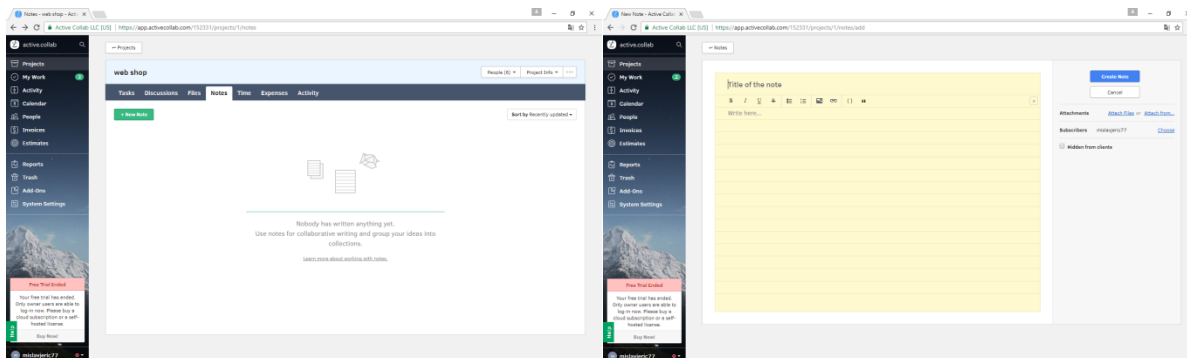 Notes - web shop - Acti
Active Collab LLC [US] | https://app.activecollab.com/152331/projects/1/notes
active.collab
Projects
My Work 2
Activity
Calendar
People
Invoices
Estimates
Reports
Trash
Add-Ons
System Settings
Free Trial Ended
Your free trial has ended.
Only owner users are able to
log-in now. Please buy a
cloud subscription or a self-
hosted license.
Buy Now!
Help
mislavjeric77
← Projects
web shop
People (6)
Project Info
Tasks Discussions Files Notes Time Expenses Activity
+ New Note
Sort by Recently updated
Nobody has written anything yet.
Use notes for collaborative writing and group your ideas into
collections.
Learn more about working with notes.
New Note - Active Collab
Active Collab LLC [US] | https://app.activecollab.com/152331/projects/1/notes/add
active.collab
Projects
My Work 2
Activity
Calendar
People
Invoices
Estimates
Reports
Trash
Add-Ons
System Settings
Free Trial Ended
Your free trial has ended.
Only owner users are able to
log-in now. Please buy a
cloud subscription or a self-
hosted license.
Buy Now!
Help
mislavjeric77
← Notes
Title of the note
B I U
Write here...
Create Note
Cancel
Attachments Attach Files or Attach from...
Subscribers mislavjeric77 Choose
Hidden from clients